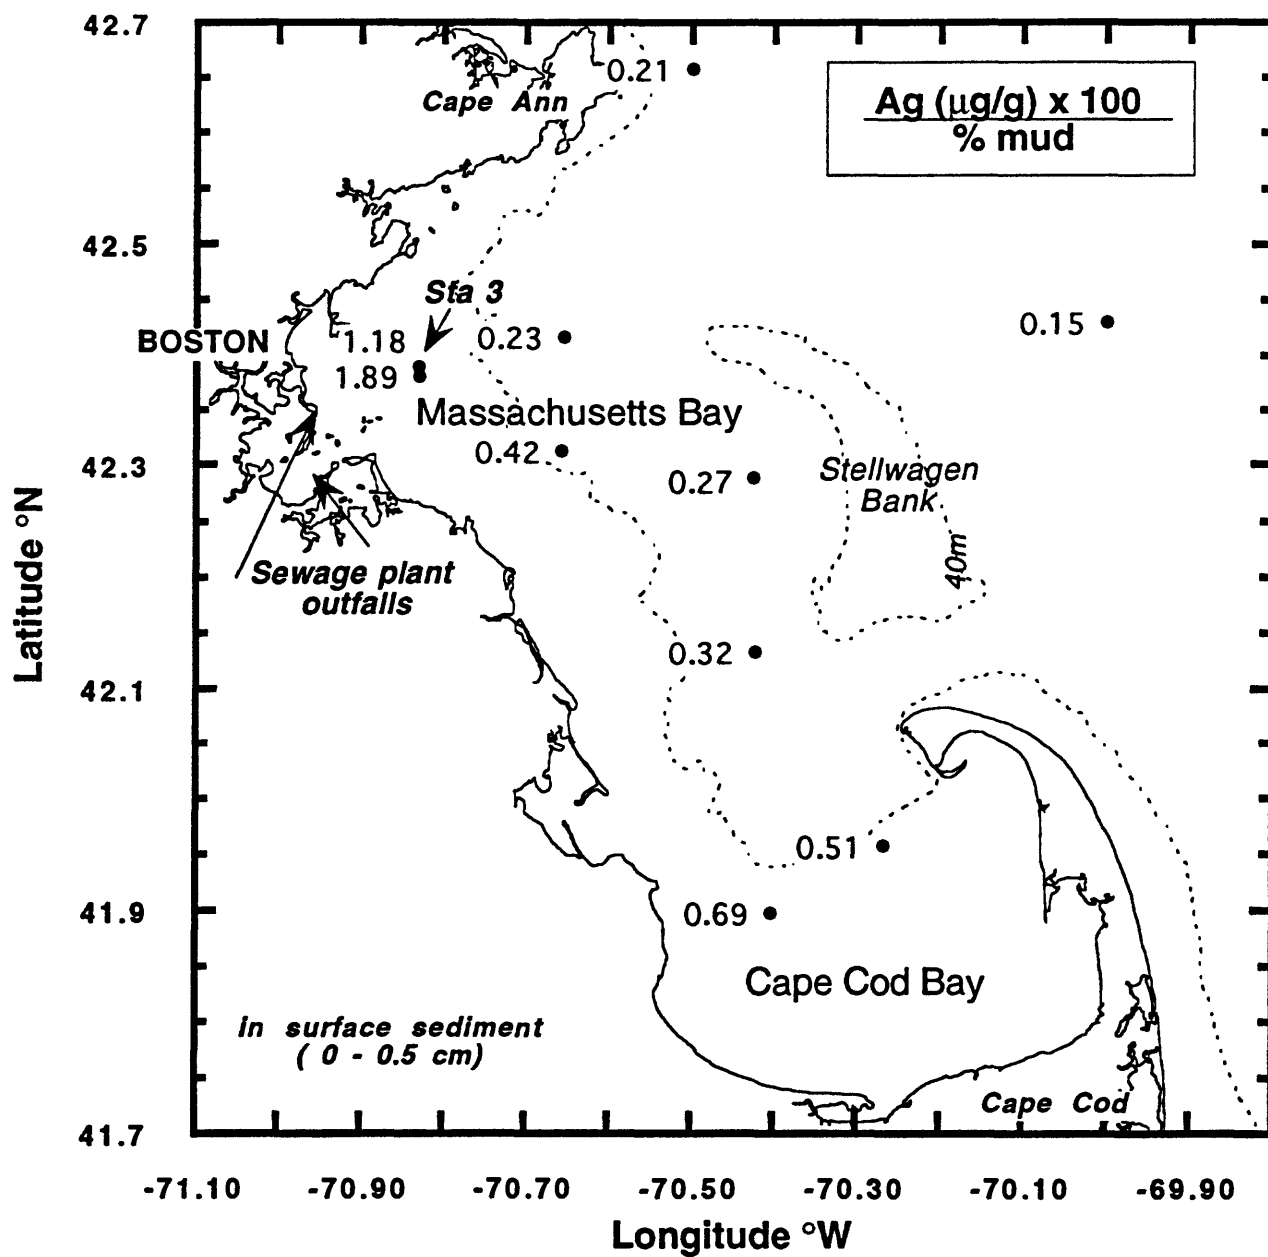 42.7
0.21
Cape Ann
Ag (µg/g) x 100
% mud
42.5
Sta 3
BOSTON
1.18
0.23
0.15
1.89
Massachusetts Bay
0.42
42.3
0.27
Stellwagen
Bank
40m
Sewage plant
outfalls
Latitude °N
0.32
42.1
0.51
0.69
41.9
Cape Cod Bay
in surface sediment
( 0 - 0.5 cm)
Cape Cod
41.7
-71.10 -70.90 -70.70 -70.50 -70.30 -70.10 -69.90
Longitude °W